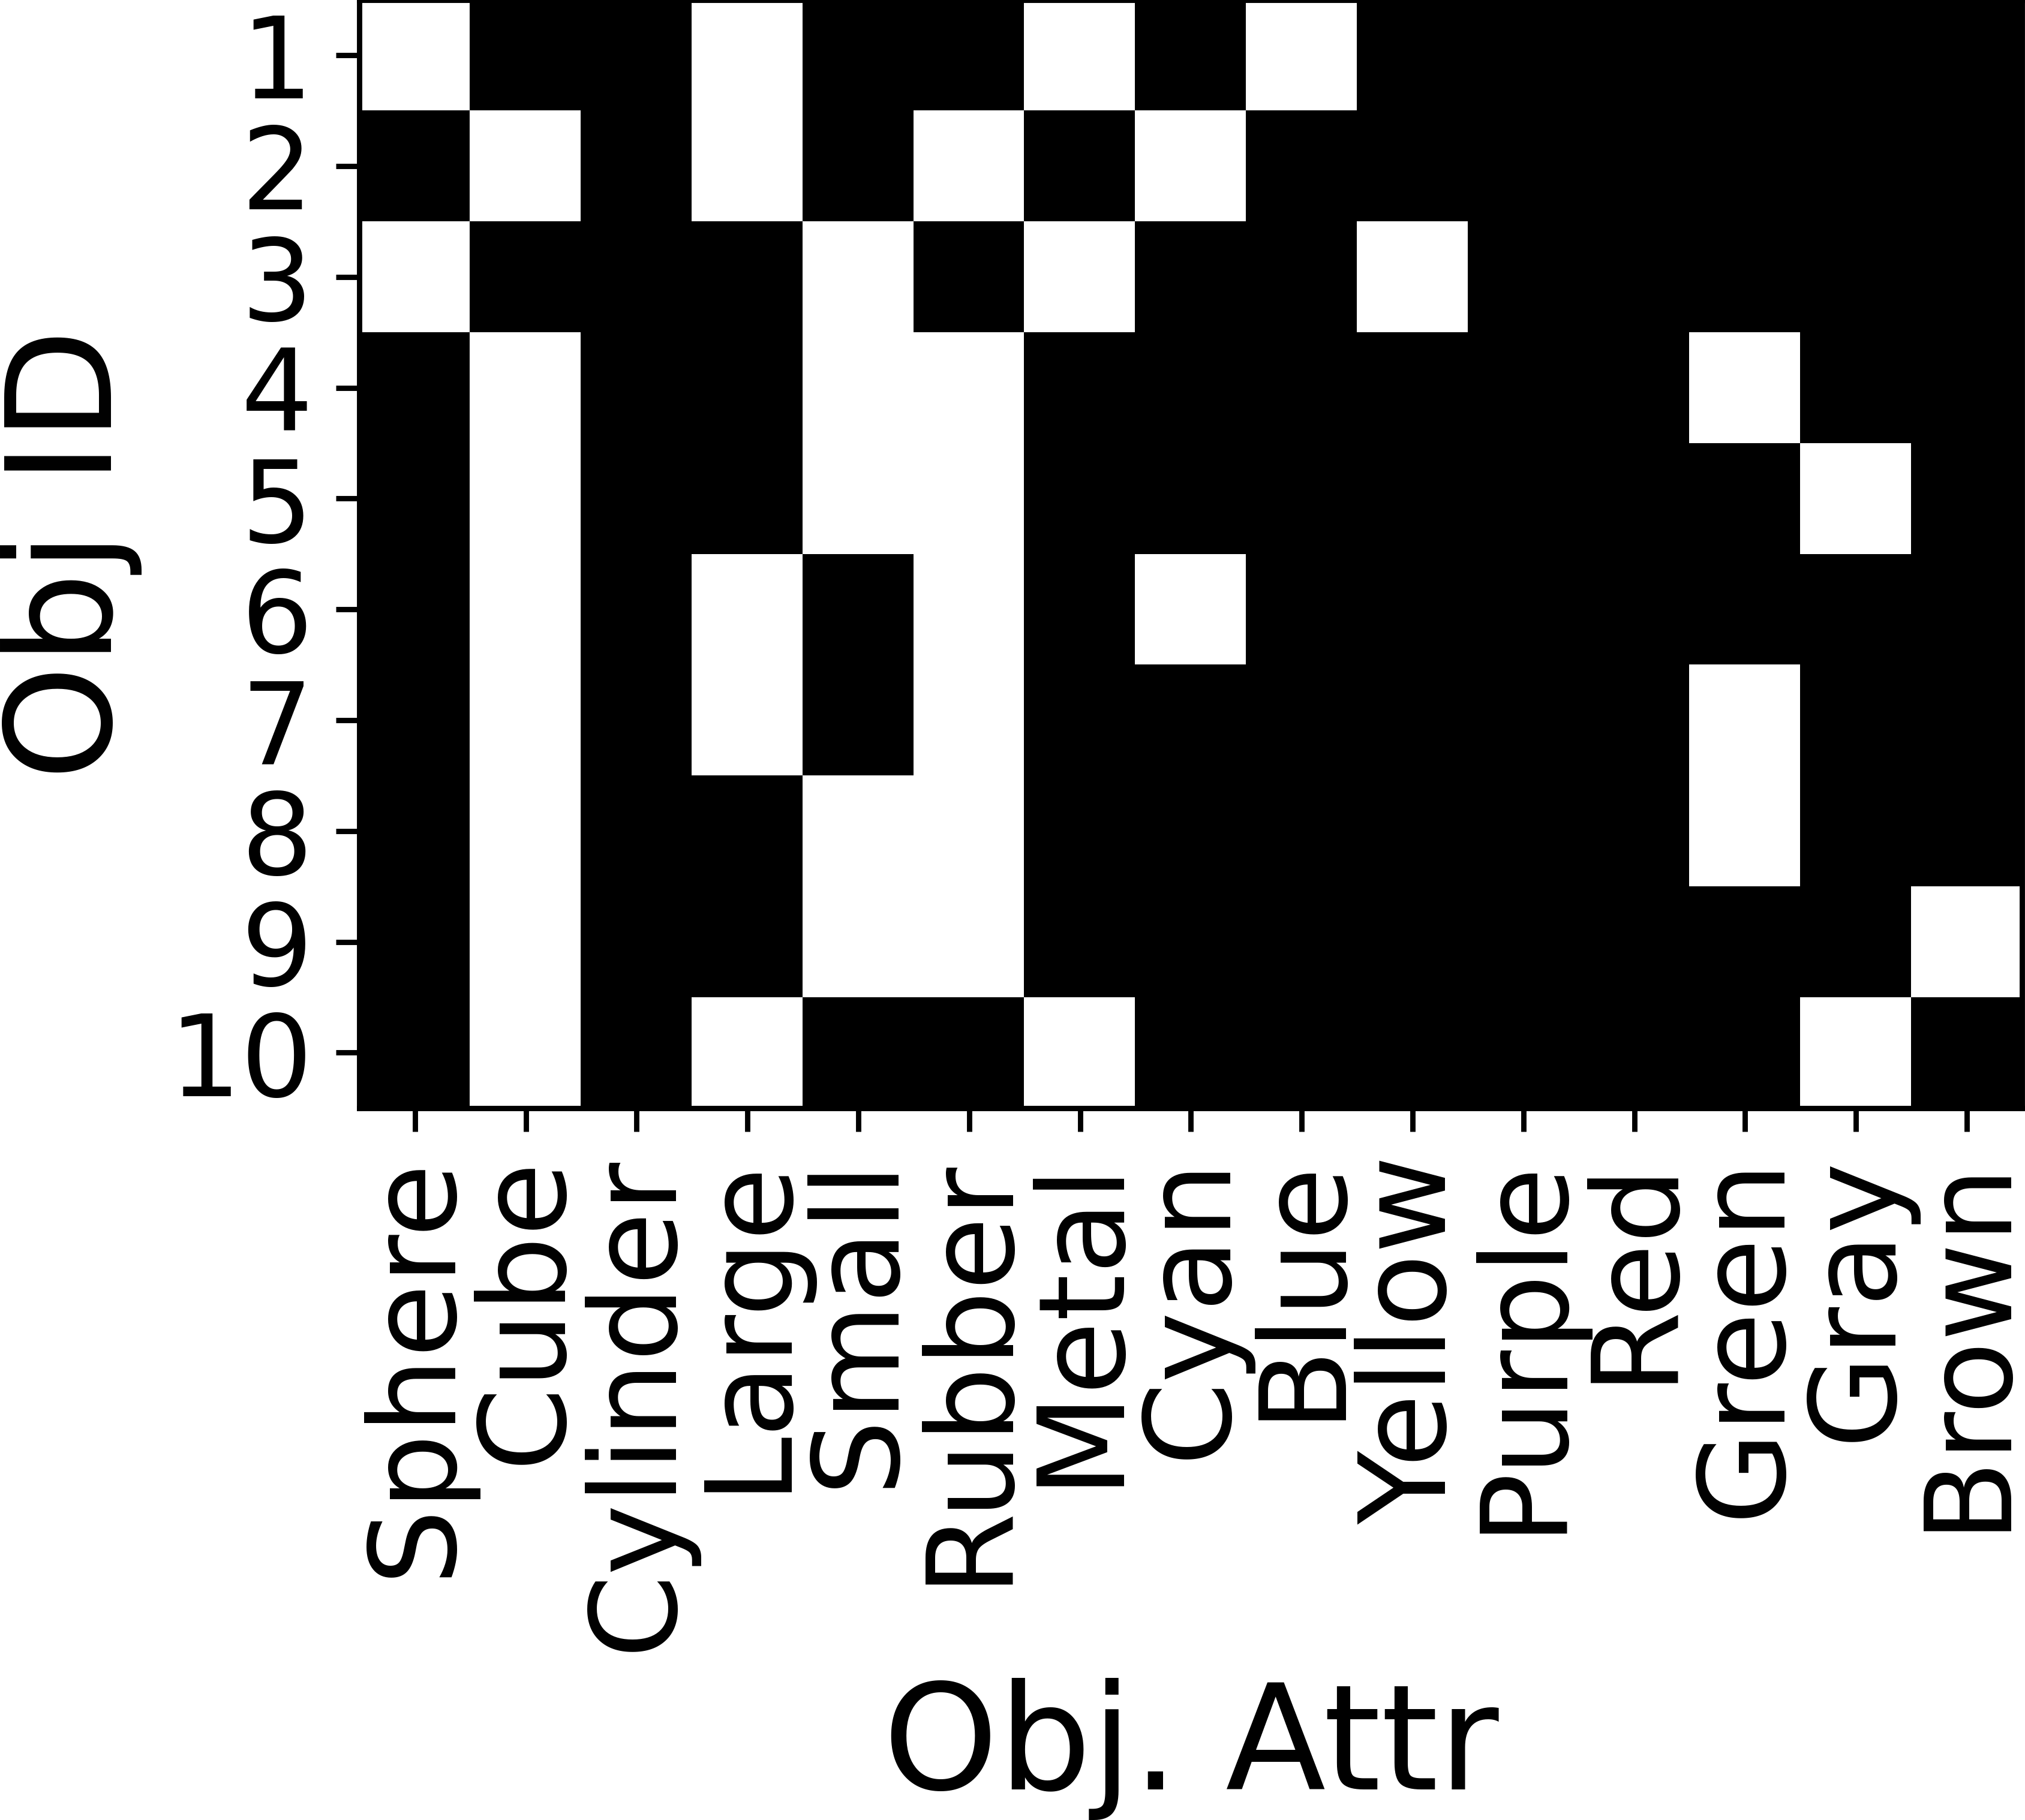 Obj ID
1
2
3
4
5
6
7
8
9
10
Sphere
Cube
Cylinder
Large
Small
Rubber
Metal
Cyan
Blue
Yellow
Purple
Red
Green
Gray
Brown
Obj. Attr